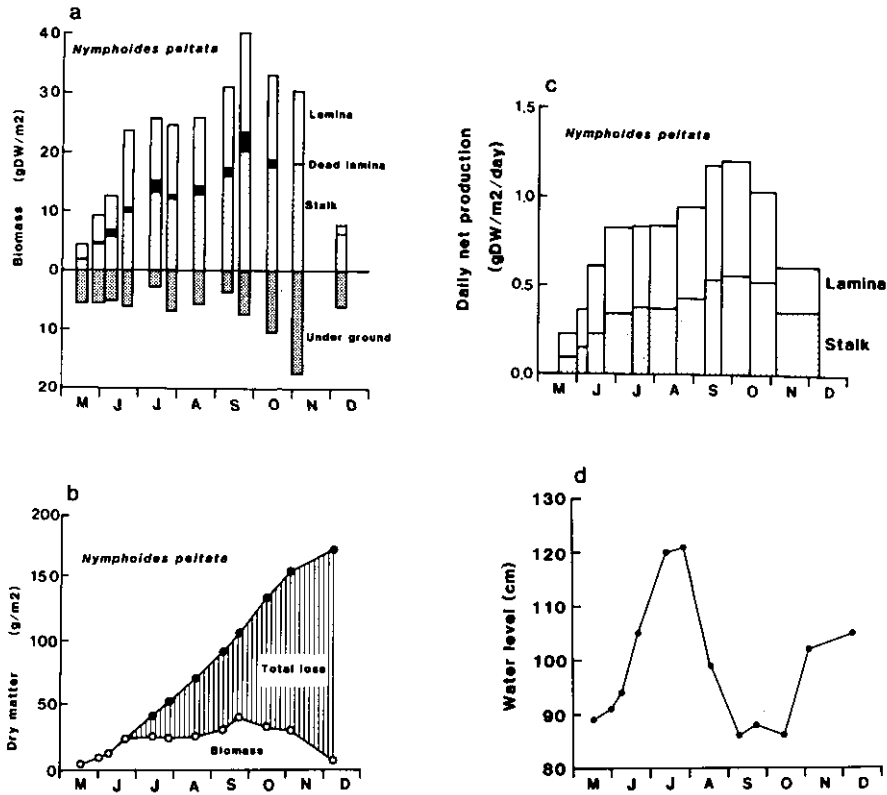 a
40
30
20
10
0
10
20
Biomass (gDW/m2)
Nymphoides peltata
Lamina
Dead lamina
Stalk
Under ground
M J J A S O N D
c
1.5
1.0
0.5
0.0
Daily net production
(gDW/m2/day)
Nymphoides peltata
Lamina
Stalk
M J J A S O N D
b
200
150
100
50
0
Dry matter (g/m2)
Nymphoides peltata
Total loss
Biomass
M J J A S O N D
d
130
120
110
100
90
80
Water level (cm)
M J J A S O N D